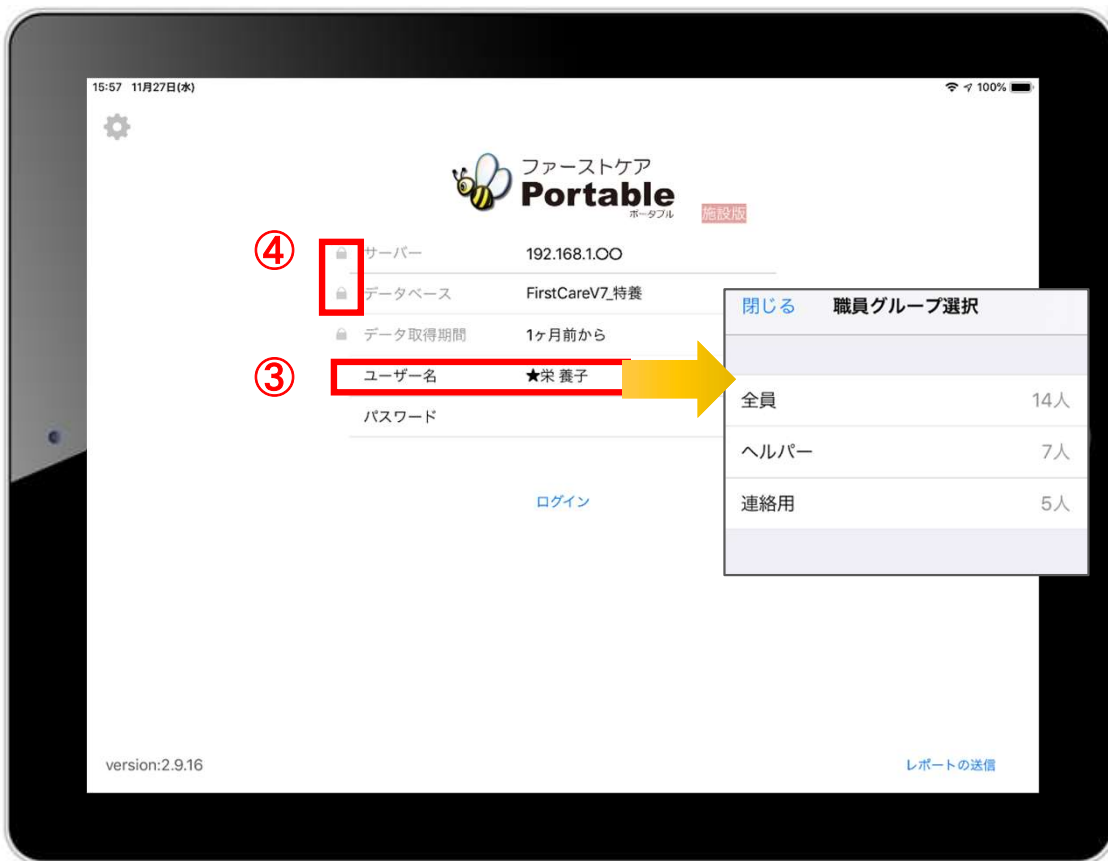 15:57 11月27日(水)
100%
ファーストケア
Portable
ポータブル
施設版
④
サーバー 192.168.1.〇〇
データベース FirstCareV7_特養
データ取得期間 1ヶ月前から
③
ユーザー名 ★栄 養子
パスワード
ログイン
閉じる 職員グループ選択
全員 14人
ヘルパー 7人
連絡用 5人
version:2.9.16
レポートの送信